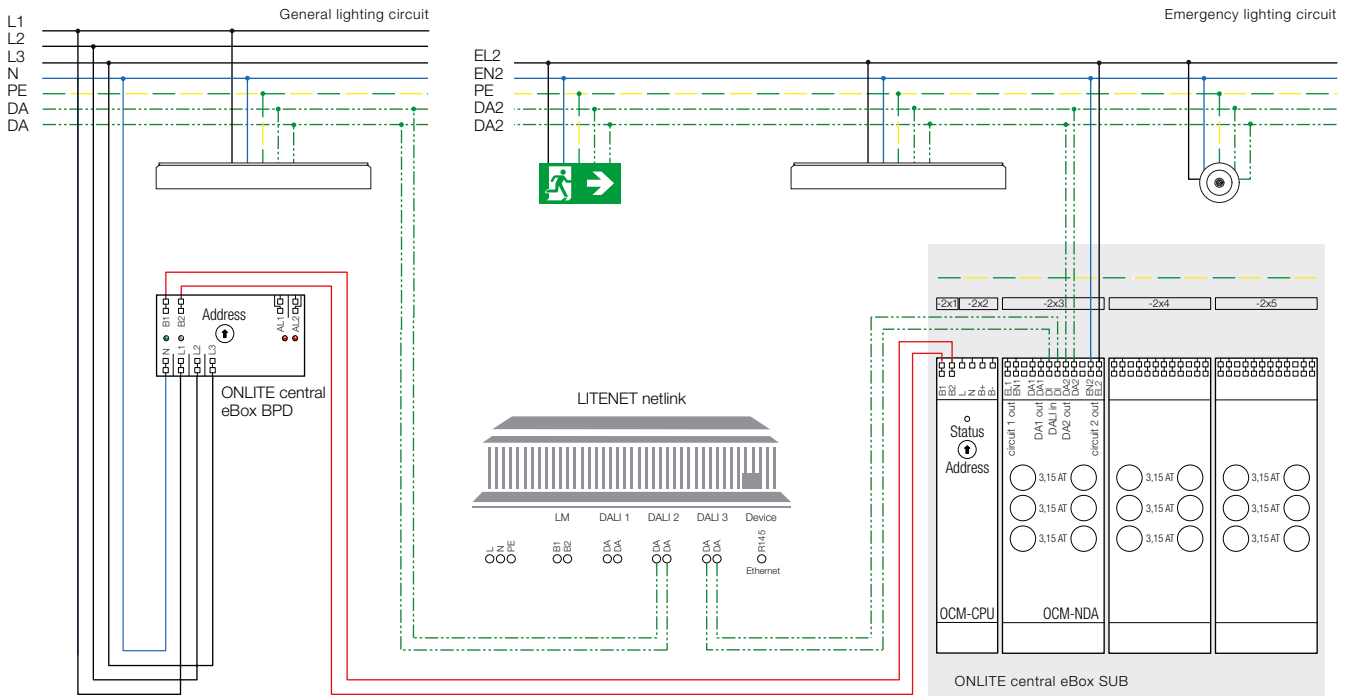 General lighting circuit
Emergency lighting circuit
L1
L2
L3
N
PE
DA
DA
EL2
EN2
PE
DA2
DA2
B1
B2
Address
AL1
AL2
N
L1
L2
L3
ONLITE central
eBox BPD
LITENET netlink
LM
DALI 1
DALI 2
DALI 3
Device
L
N
PE
B1
B2
DA
DA
DA
DA
DA
DA
R145
Ethernet
-2x1
-2x2
-2x3
-2x4
-2x5
B1
B2
L
N
B+
B-
EL1
EN1
DA1
DA1
DI
DI
DA2
DA2
EN2
EL2
circuit 1 out
DA1 out
DALI in
DA2 out
circuit 2 out
Status
Address
3,15 AT
3,15 AT
3,15 AT
3,15 AT
3,15 AT
3,15 AT
3,15 AT
3,15 AT
3,15 AT
OCM-CPU
OCM-NDA
ONLITE central eBox SUB